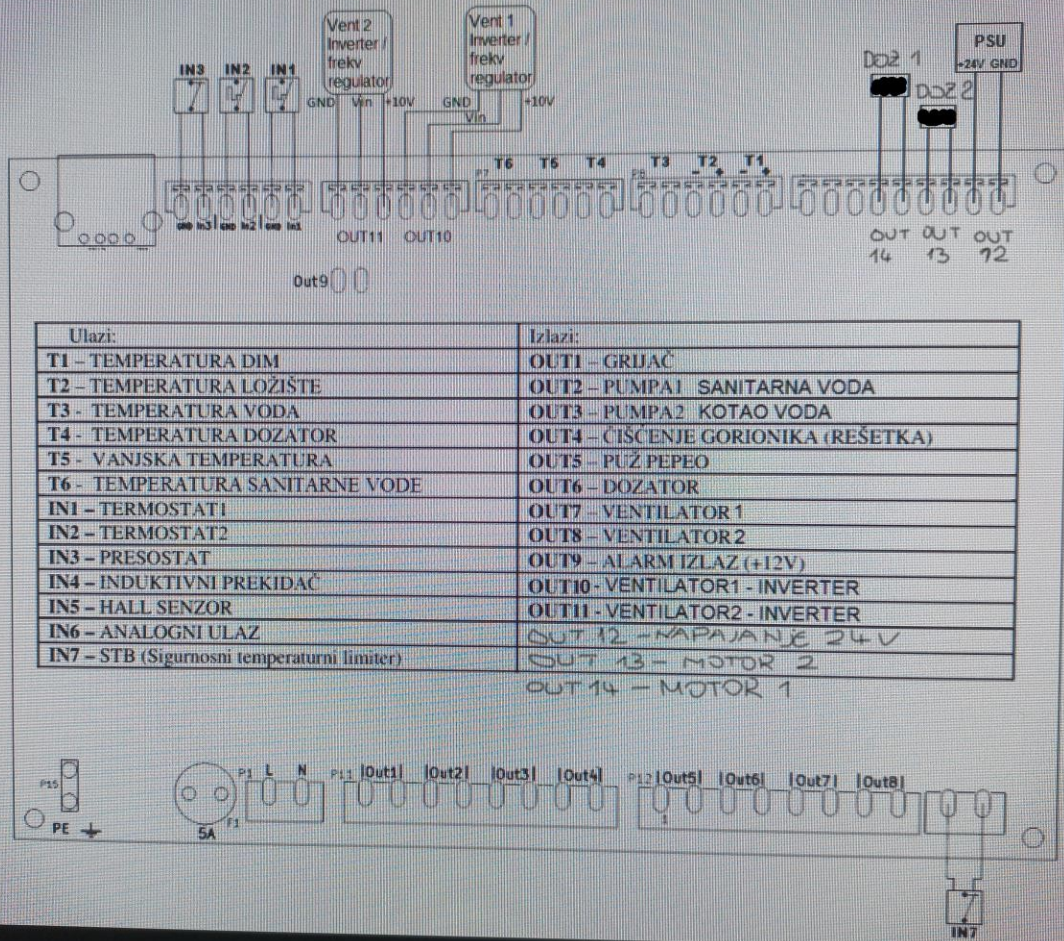 Vent 2
Inverter /
frekv
regulator
Vent 1
Inverter /
frekv
regulator
PSU
+24V GND
DOZ 1
DOZ 2
IN3 IN2 IN1
GND Vin +10V
GND Vin +10V
T6 T5 T4
T3 T2 T1
- + - +
P7
P8
GND In3 | GND In2 | GND In1
OUT11 OUT10
OUT 14
OUT 13
OUT 12
Out9
Ulazi:
Izlazi:
T1 – TEMPERATURA DIM
OUT1 – GRIJAČ
T2 – TEMPERATURA LOŽIŠTE
OUT2 – PUMPA1 SANITARNA VODA
T3 - TEMPERATURA VODA
OUT3 – PUMPA2 KOTAO VODA
T4 - TEMPERATURA DOZATOR
OUT4 – ČIŠĆENJE GORIONIKA (REŠETKA)
T5 - VANJSKA TEMPERATURA
OUT5 – PUŽ PEPEO
T6 - TEMPERATURA SANITARNE VODE
OUT6 – DOZATOR
IN1 – TERMOSTAT1
OUT7 – VENTILATOR 1
IN2 – TERMOSTAT2
OUT8 – VENTILATOR 2
IN3 – PRESOSTAT
OUT9 – ALARM IZLAZ (+12V)
IN4 – INDUKTIVNI PREKIDAČ
OUT10 - VENTILATOR1 - INVERTER
IN5 – HALL SENZOR
OUT11 - VENTILATOR2 - INVERTER
IN6 – ANALOGNI ULAZ
OUT 12 - NAPAJANJE 24V
IN7 – STB (Sigurnosni temperaturni limiter)
OUT 13 - MOTOR 2
OUT 14 - MOTOR 1
P15
PE
F1
5A
P1 L N
P11 |Out1| |Out2| |Out3| |Out4|
P12 |Out5| |Out6| |Out7| |Out8|
1
IN7